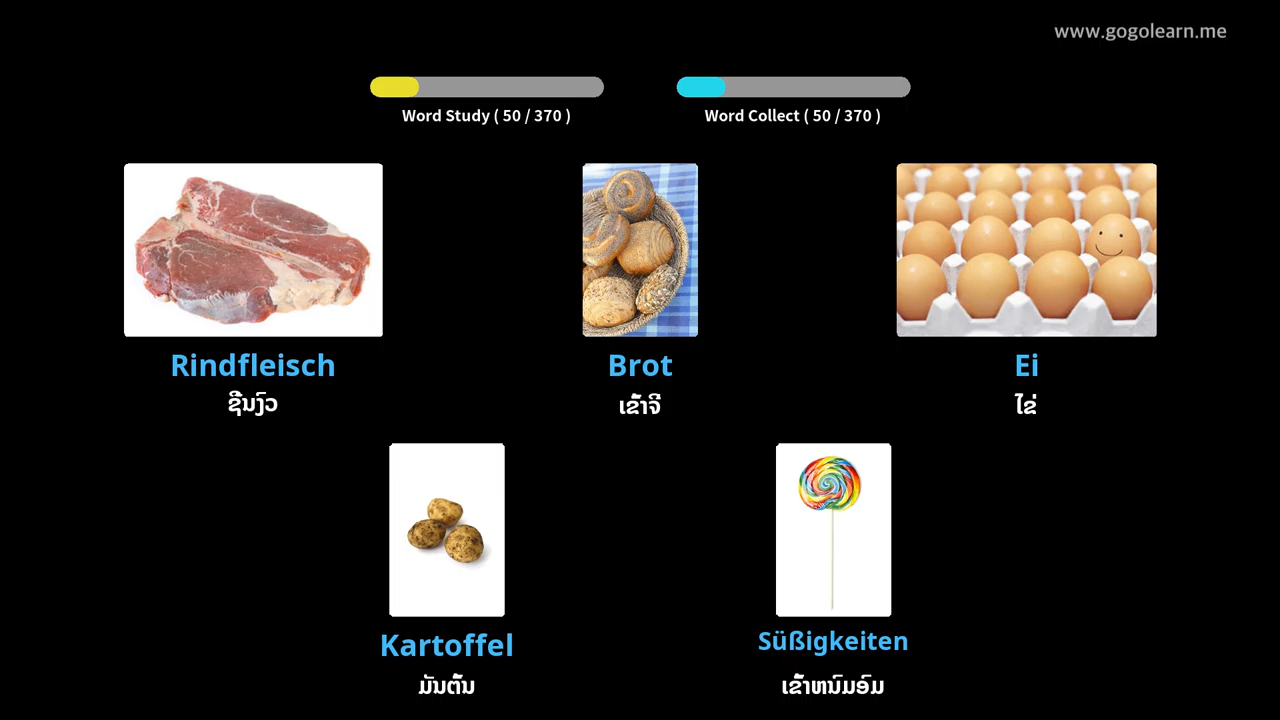 www.gogolearn.me
Word Study ( 50 / 370 )
Word Collect ( 50 / 370 )
Rindfleisch
Brot
Ei
ຊີ້ນງົວ
ເຂົ້າຈີ່
ໄຂ່
Kartoffel
Süßigkeiten
ມັນຕົ້ນ
ເຂົ້າຫນົມອົມ